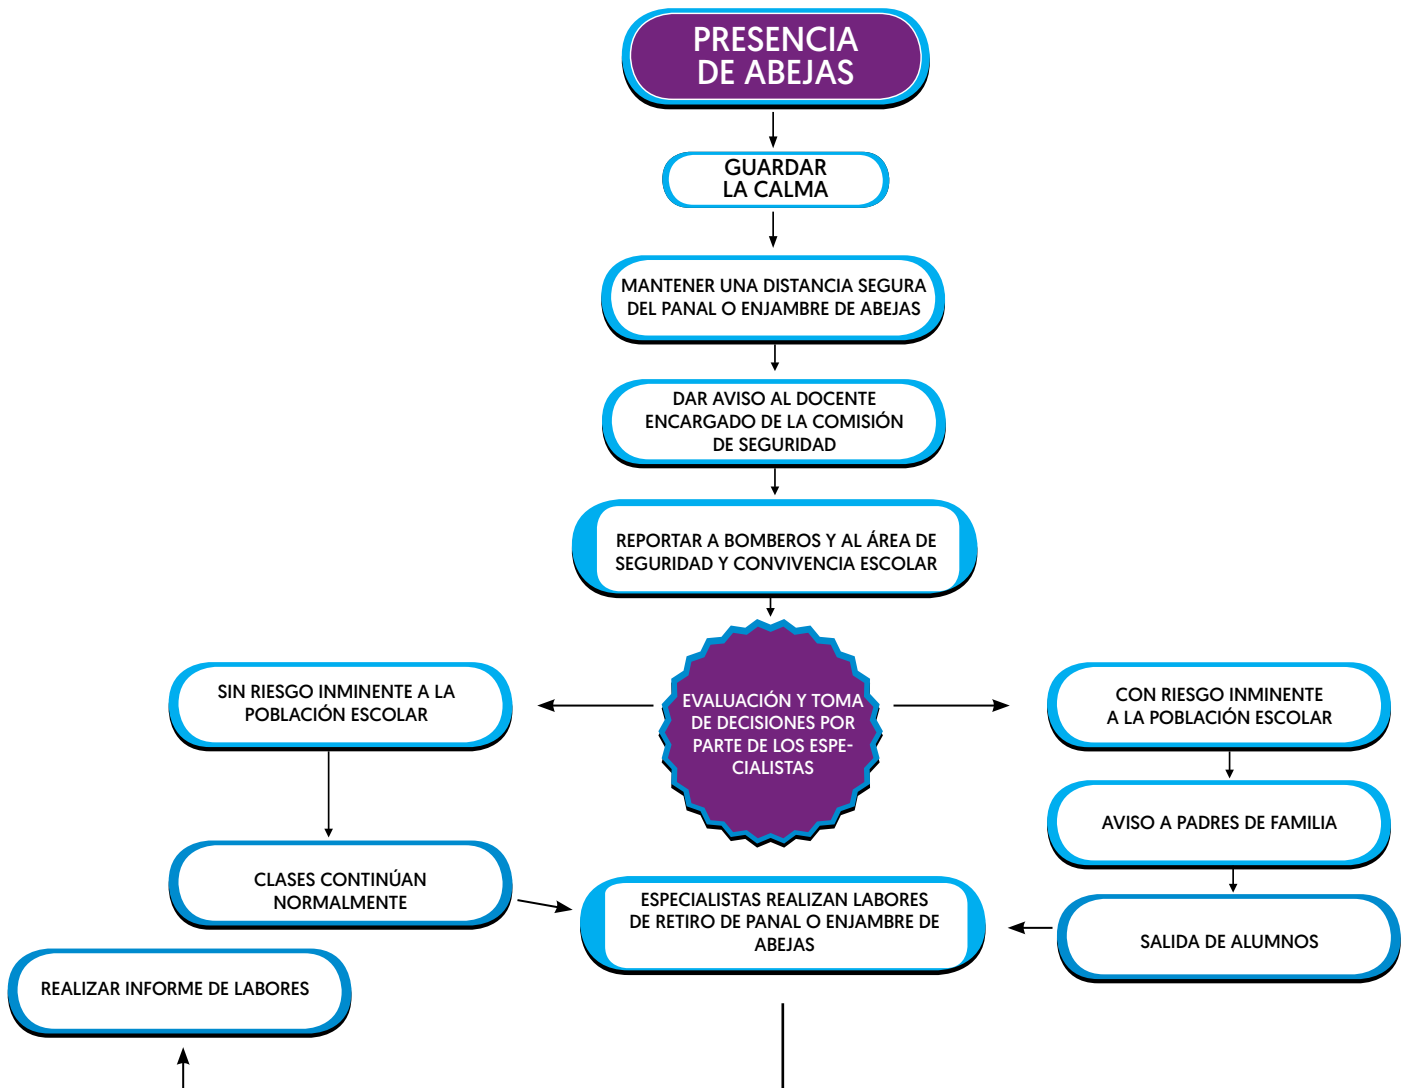 PRESENCIA
DE ABEJAS
GUARDAR
LA CALMA
MANTENER UNA DISTANCIA SEGURA
DEL PANAL O ENJAMBRE DE ABEJAS
DAR AVISO AL DOCENTE
ENCARGADO DE LA COMISIÓN
DE SEGURIDAD
REPORTAR A BOMBEROS Y AL ÁREA DE
SEGURIDAD Y CONVIVENCIA ESCOLAR
EVALUACIÓN Y TOMA
DE DECISIONES POR
PARTE DE LOS ESPE-
CIALISTAS
SIN RIESGO INMINENTE A LA
POBLACIÓN ESCOLAR
CON RIESGO INMINENTE
A LA POBLACIÓN ESCOLAR
AVISO A PADRES DE FAMILIA
CLASES CONTINÚAN
NORMALMENTE
ESPECIALISTAS REALIZAN LABORES
DE RETIRO DE PANAL O ENJAMBRE DE
ABEJAS
SALIDA DE ALUMNOS
REALIZAR INFORME DE LABORES